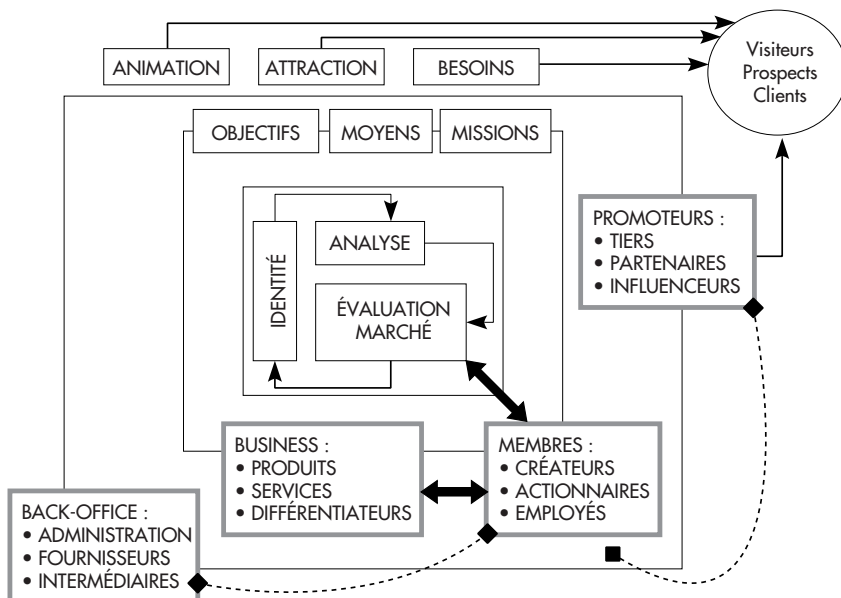 Visiteurs
Prospects
Clients
ANIMATION
ATTRACTION
BESOINS
OBJECTIFS
MOYENS
MISSIONS
IDENTITÉ
ANALYSE
ÉVALUATION
MARCHÉ
PROMOTEURS :
• TIERS
• PARTENAIRES
• INFLUENCEURS
BUSINESS :
• PRODUITS
• SERVICES
• DIFFÉRENTIATEURS
MEMBRES :
• CRÉATEURS
• ACTIONNAIRES
• EMPLOYÉS
BACK-OFFICE :
• ADMINISTRATION
• FOURNISSEURS
• INTERMÉDIAIRES